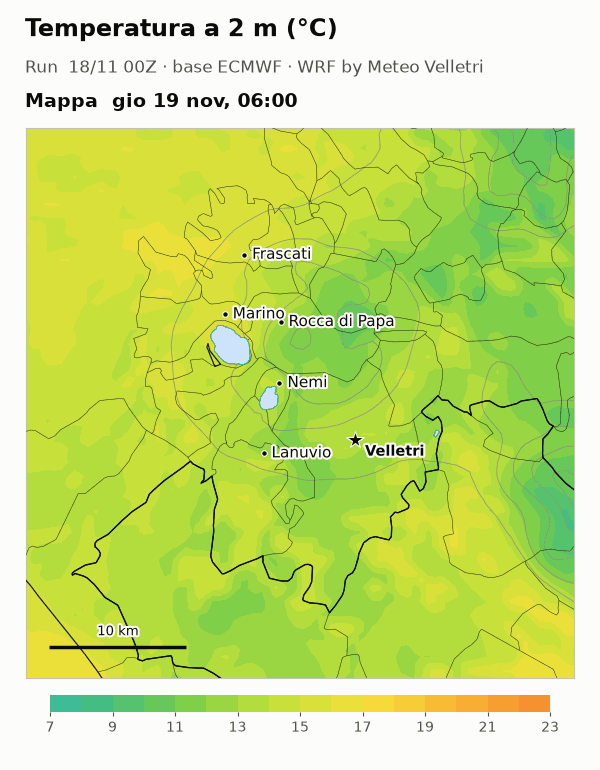 Temperatura a 2 m (°C)
Run  18/11 00Z · base ECMWF · WRF by Meteo Velletri
Mappa  gio 19 nov, 06:00
Frascati
Marino
Rocca di Papa
Nemi
Velletri
Lanuvio
10 km
7 9 11 13 15 17 19 21 23